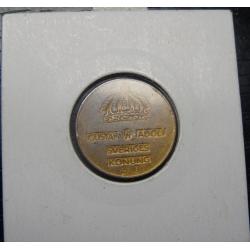 GUSTAF VI ADOLF
SVERIGES
KONUNG